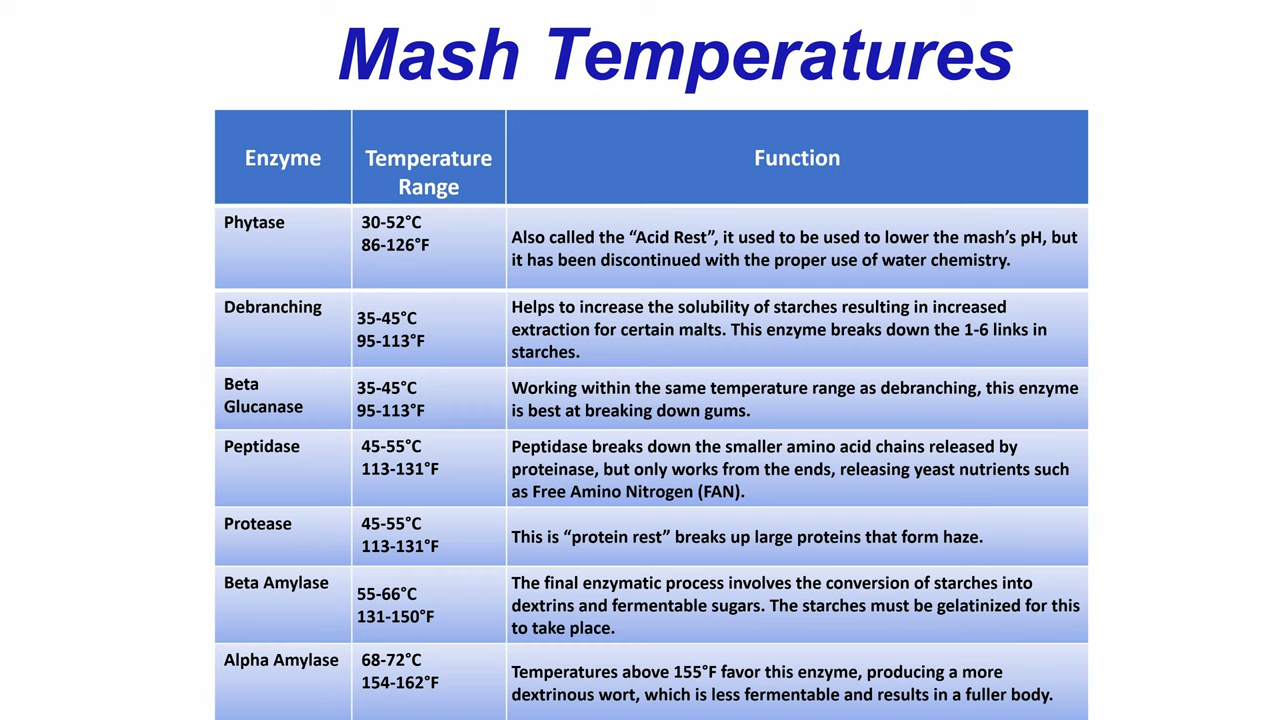 Mash Temperatures
Enzyme
Temperature
Range
Function
Phytase
30-52°C
86-126°F
Also called the “Acid Rest”, it used to be used to lower the mash’s pH, but
it has been discontinued with the proper use of water chemistry.
Debranching
35-45°C
95-113°F
Helps to increase the solubility of starches resulting in increased
extraction for certain malts. This enzyme breaks down the 1-6 links in
starches.
Beta
Glucanase
35-45°C
95-113°F
Working within the same temperature range as debranching, this enzyme
is best at breaking down gums.
Peptidase
45-55°C
113-131°F
Peptidase breaks down the smaller amino acid chains released by
proteinase, but only works from the ends, releasing yeast nutrients such
as Free Amino Nitrogen (FAN).
Protease
45-55°C
113-131°F
This is “protein rest” breaks up large proteins that form haze.
Beta Amylase
55-66°C
131-150°F
The final enzymatic process involves the conversion of starches into
dextrins and fermentable sugars. The starches must be gelatinized for this
to take place.
Alpha Amylase
68-72°C
154-162°F
Temperatures above 155°F favor this enzyme, producing a more
dextrinous wort, which is less fermentable and results in a fuller body.